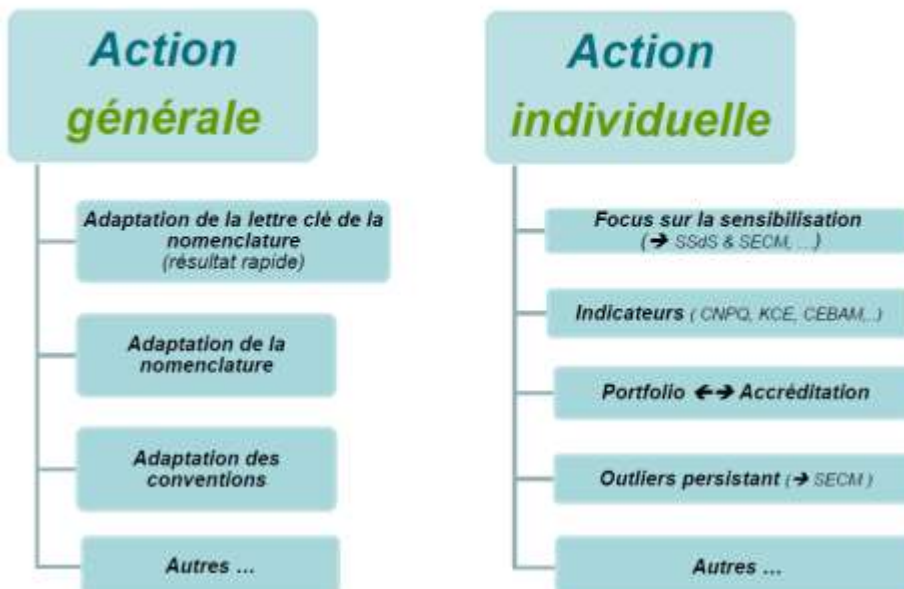 Action
générale
Adaptation de la lettre clé de la
nomenclature
(résultat rapide)
Adaptation de la
nomenclature
Adaptation des
conventions
Autres ...
Action
individuelle
Focus sur la sensibilisation
(➔ SSdS & SECM, ...)
Indicateurs ( CNPQ, KCE, CEBAM,..)
Portfolio ←➔ Accréditation
Outliers persistant (➔ SECM )
Autres ...